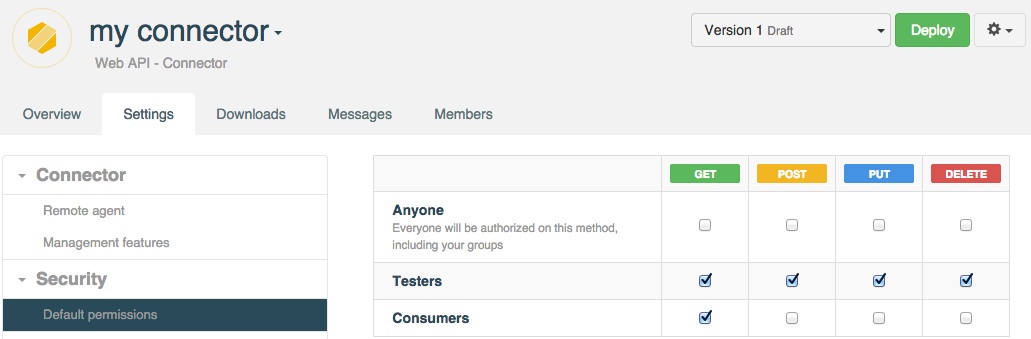 my connector
Version 1 Draft
Deploy
Web API - Connector
Overview
Settings
Downloads
Messages
Members
Connector
Remote agent
Management features
Security
Default permissions
GET
POST
PUT
DELETE
Anyone
Everyone will be authorized on this method,
including your groups
Testers
Consumers